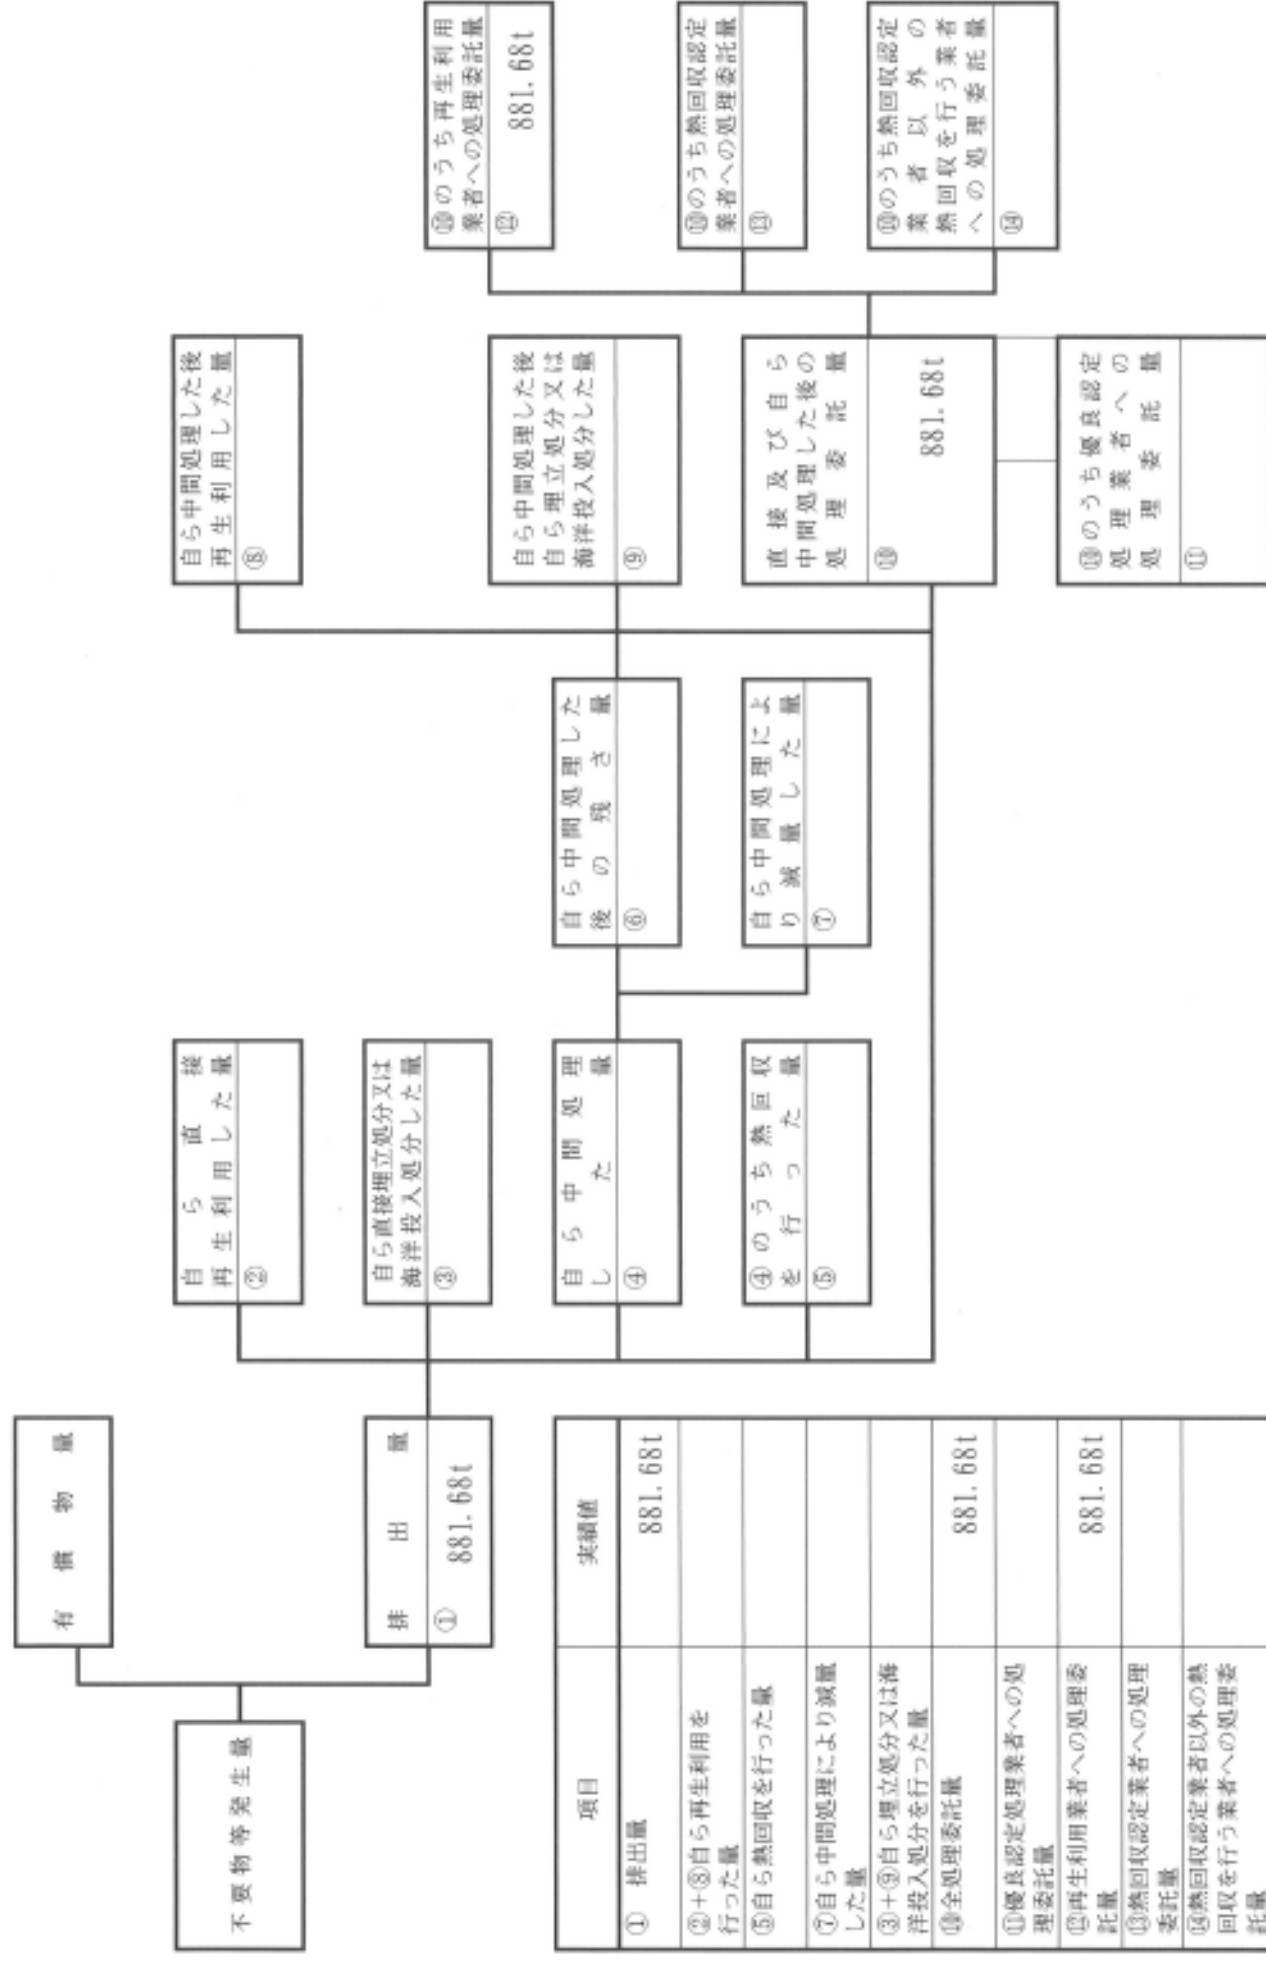 有償物量
不要物等発生量
排出量
① 881.68t
自ら直接
再生利用した量
②
自ら直接埋立処分又は
海洋投入処分した量
③
自ら中間処理
した量
④
④のうち熱回収
を行った量
⑤
自ら中間処理した
後の残さ量
⑥
自ら中間処理によ
り減量した量
⑦
自ら中間処理した後
再生利用した量
⑧
自ら中間処理した後
自ら埋立処分又は
海洋投入処分した量
⑨
直接及び自ら
中間処理した後の
処理委託量
⑩
881.68t
⑩のうち優良認定
処理業者への
処理委託量
⑪
⑩のうち再生利用
業者への処理委託量
⑫ 881.68t
⑩のうち熱回収認定
業者への処理委託量
⑬
⑩のうち熱回収認定
業者以外の
熱回収を行う業者
への処理委託量
⑭
項目 実績値
① 排出量 881.68t
②+⑧自ら再生利用を
行った量
⑤自ら熱回収を行った量
⑦自ら中間処理により減量
した量
③+⑨自ら埋立処分又は海
洋投入処分を行った量
⑩全処理委託量 881.68t
⑪優良認定処理業者への処
理委託量
⑫再生利用業者への処理委
託量 881.68t
⑬熱回収認定業者への処理
委託量
⑭熱回収認定業者以外の熱
回収を行う業者への処理委
託量